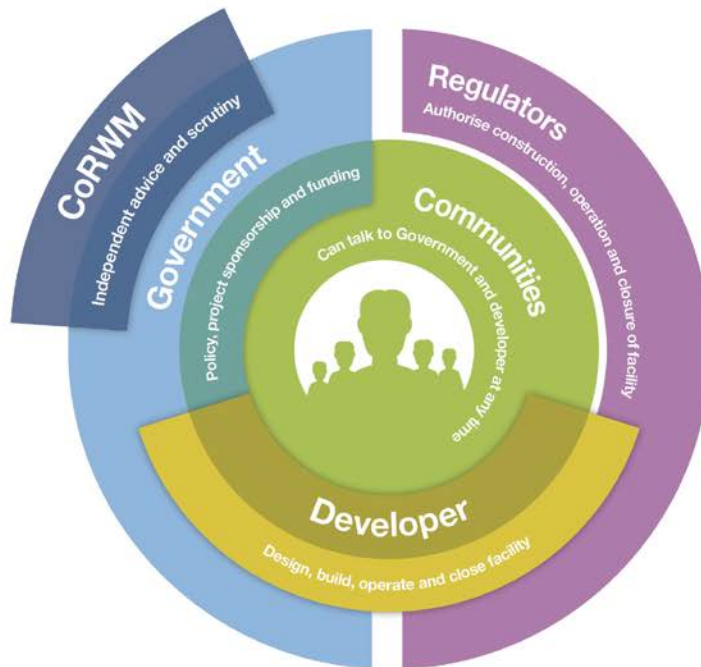 CoRWM
Independent advice and scrutiny
Government
Policy, project sponsorship and funding
Regulators
Authorise construction, operation and closure of facility
Communities
Can talk to Government and developer at any time
Developer
Design, build, operate and close facility